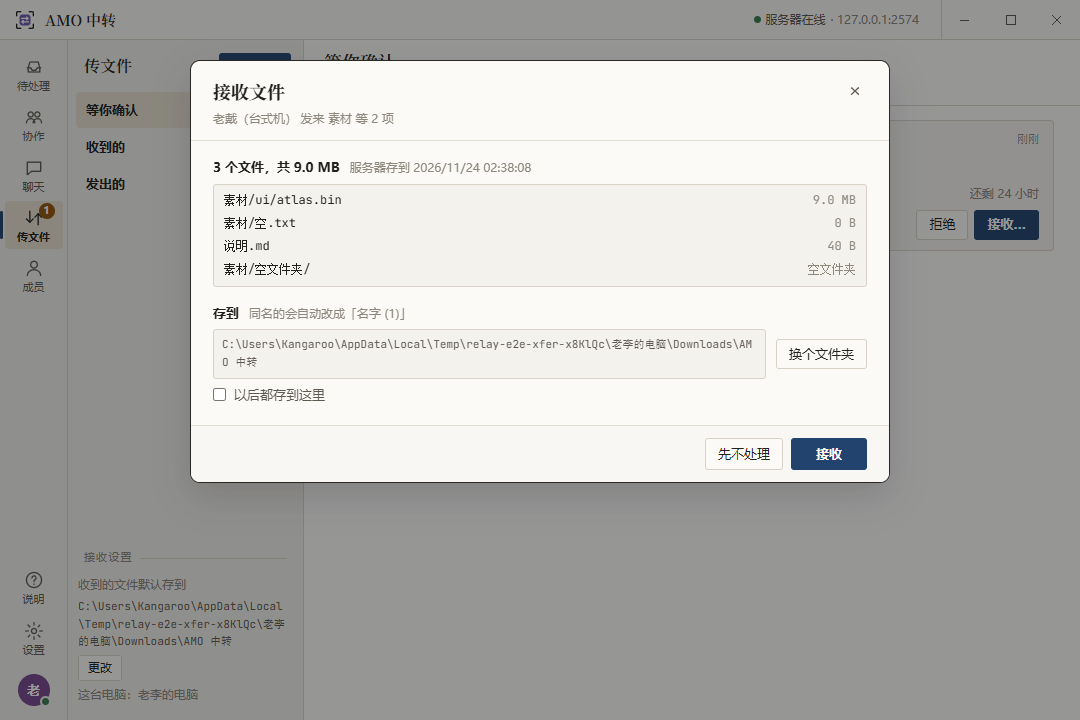 AMO 中转
服务器在线 · 127.0.0.1:2574
待处理
协作
聊天
1
传文件
成员
说明
设置
老
传文件
等你确认
收到的
发出的
接收设置
收到的文件默认存到
C:\Users\Kangaroo\AppData\Local
\Temp\relay-e2e-xfer-x8KlQc\老李
的电脑\Downloads\AMO 中转
更改
这台电脑：老李的电脑
等你确认
刚刚
还剩 24 小时
拒绝
接收…
接收文件
老戴（台式机） 发来 素材 等 2 项
3 个文件，共 9.0 MB 服务器存到 2026/11/24 02:38:08
素材/ui/atlas.bin 9.0 MB
素材/空.txt 0 B
说明.md 40 B
素材/空文件夹/ 空文件夹
存到 同名的会自动改成「名字 (1)」
C:\Users\Kangaroo\AppData\Local\Temp\relay-e2e-xfer-x8KlQc\老李的电脑\Downloads\AM
O 中转
换个文件夹
以后都存到这里
先不处理
接收